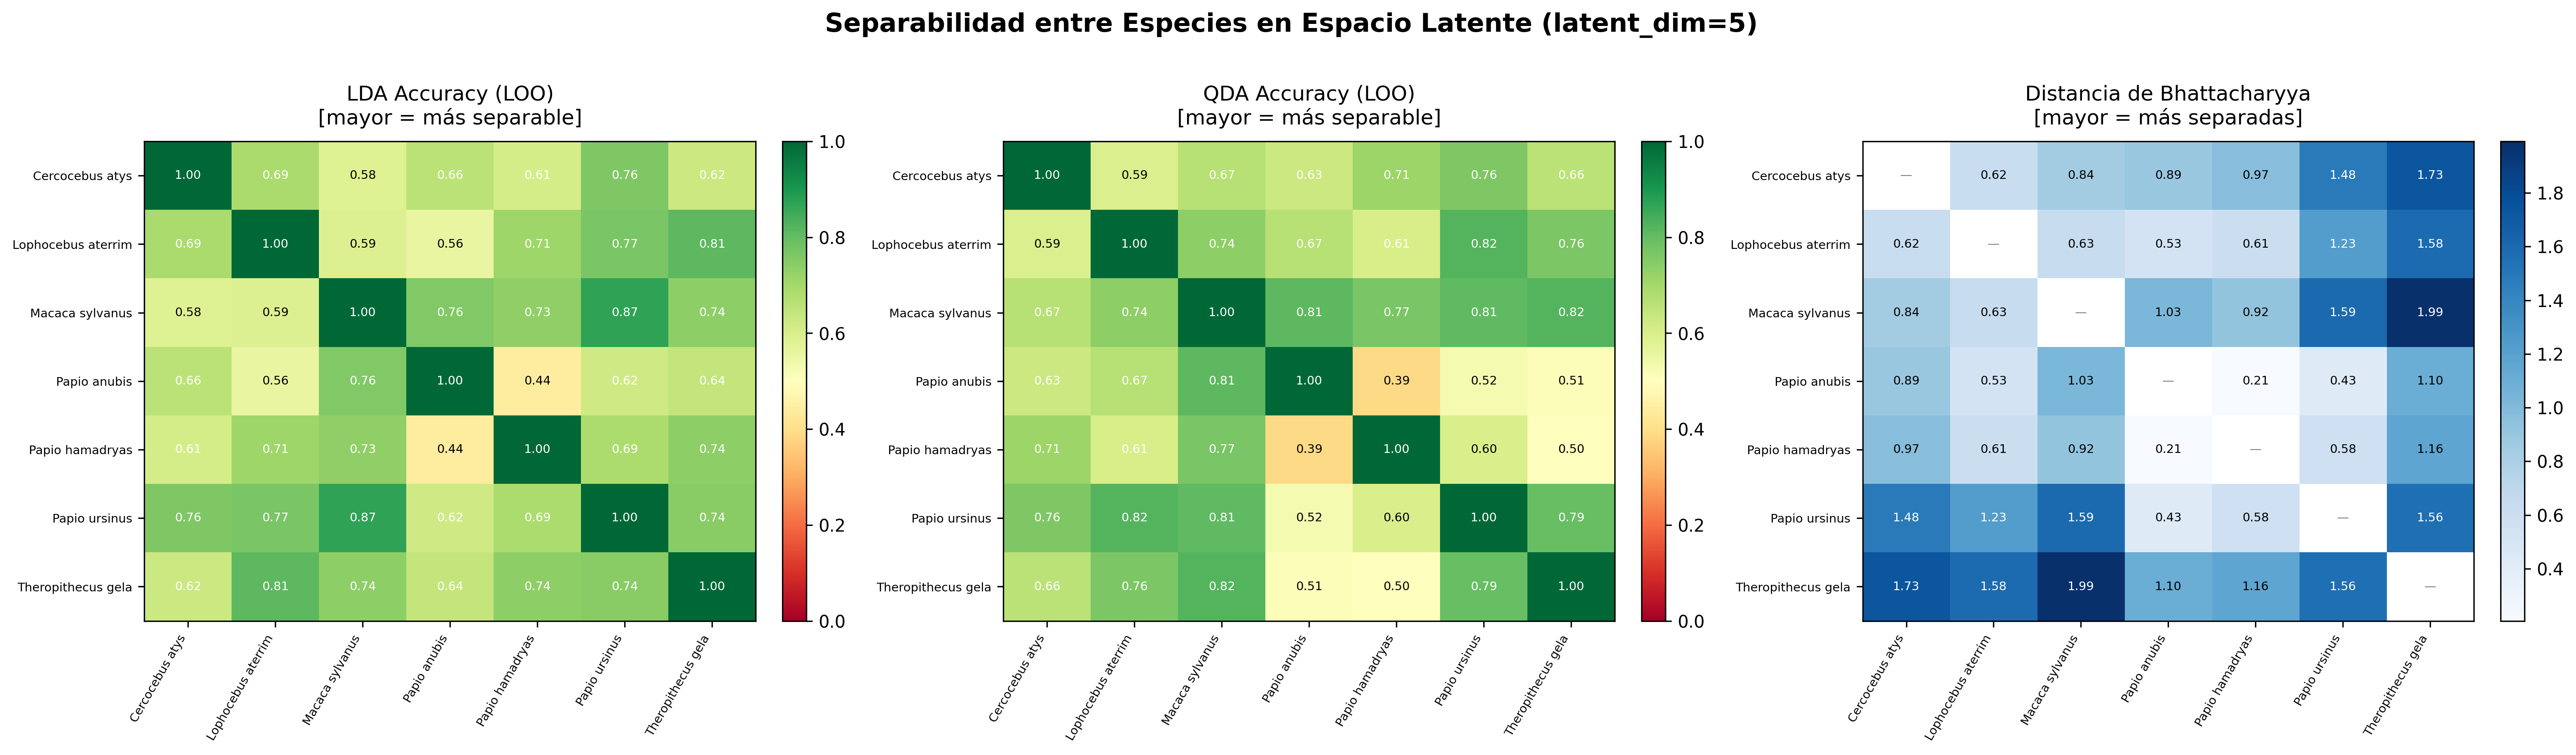 Separabilidad entre Especies en Espacio Latente (latent_dim=5)
LDA Accuracy (LOO)
[mayor = más separable]
Cercocebus atys 1.00 0.69 0.58 0.66 0.61 0.76 0.62
Lophocebus aterrim 0.69 1.00 0.59 0.56 0.71 0.77 0.81
Macaca sylvanus 0.58 0.59 1.00 0.76 0.73 0.87 0.74
Papio anubis 0.66 0.56 0.76 1.00 0.44 0.62 0.64
Papio hamadryas 0.61 0.71 0.73 0.44 1.00 0.69 0.74
Papio ursinus 0.76 0.77 0.87 0.62 0.69 1.00 0.74
Theropithecus gela 0.62 0.81 0.74 0.64 0.74 0.74 1.00
Cercocebus atys
Lophocebus aterrim
Macaca sylvanus
Papio anubis
Papio hamadryas
Papio ursinus
Theropithecus gela
1.0
0.8
0.6
0.4
0.2
0.0
QDA Accuracy (LOO)
[mayor = más separable]
Cercocebus atys 1.00 0.59 0.67 0.63 0.71 0.76 0.66
Lophocebus aterrim 0.59 1.00 0.74 0.67 0.61 0.82 0.76
Macaca sylvanus 0.67 0.74 1.00 0.81 0.77 0.81 0.82
Papio anubis 0.63 0.67 0.81 1.00 0.39 0.52 0.51
Papio hamadryas 0.71 0.61 0.77 0.39 1.00 0.60 0.50
Papio ursinus 0.76 0.82 0.81 0.52 0.60 1.00 0.79
Theropithecus gela 0.66 0.76 0.82 0.51 0.50 0.79 1.00
Cercocebus atys
Lophocebus aterrim
Macaca sylvanus
Papio anubis
Papio hamadryas
Papio ursinus
Theropithecus gela
1.0
0.8
0.6
0.4
0.2
0.0
Distancia de Bhattacharyya
[mayor = más separadas]
Cercocebus atys — 0.62 0.84 0.89 0.97 1.48 1.73
Lophocebus aterrim 0.62 — 0.63 0.53 0.61 1.23 1.58
Macaca sylvanus 0.84 0.63 — 1.03 0.92 1.59 1.99
Papio anubis 0.89 0.53 1.03 — 0.21 0.43 1.10
Papio hamadryas 0.97 0.61 0.92 0.21 — 0.58 1.16
Papio ursinus 1.48 1.23 1.59 0.43 0.58 — 1.56
Theropithecus gela 1.73 1.58 1.99 1.10 1.16 1.56 —
Cercocebus atys
Lophocebus aterrim
Macaca sylvanus
Papio anubis
Papio hamadryas
Papio ursinus
Theropithecus gela
1.8
1.6
1.4
1.2
1.0
0.8
0.6
0.4